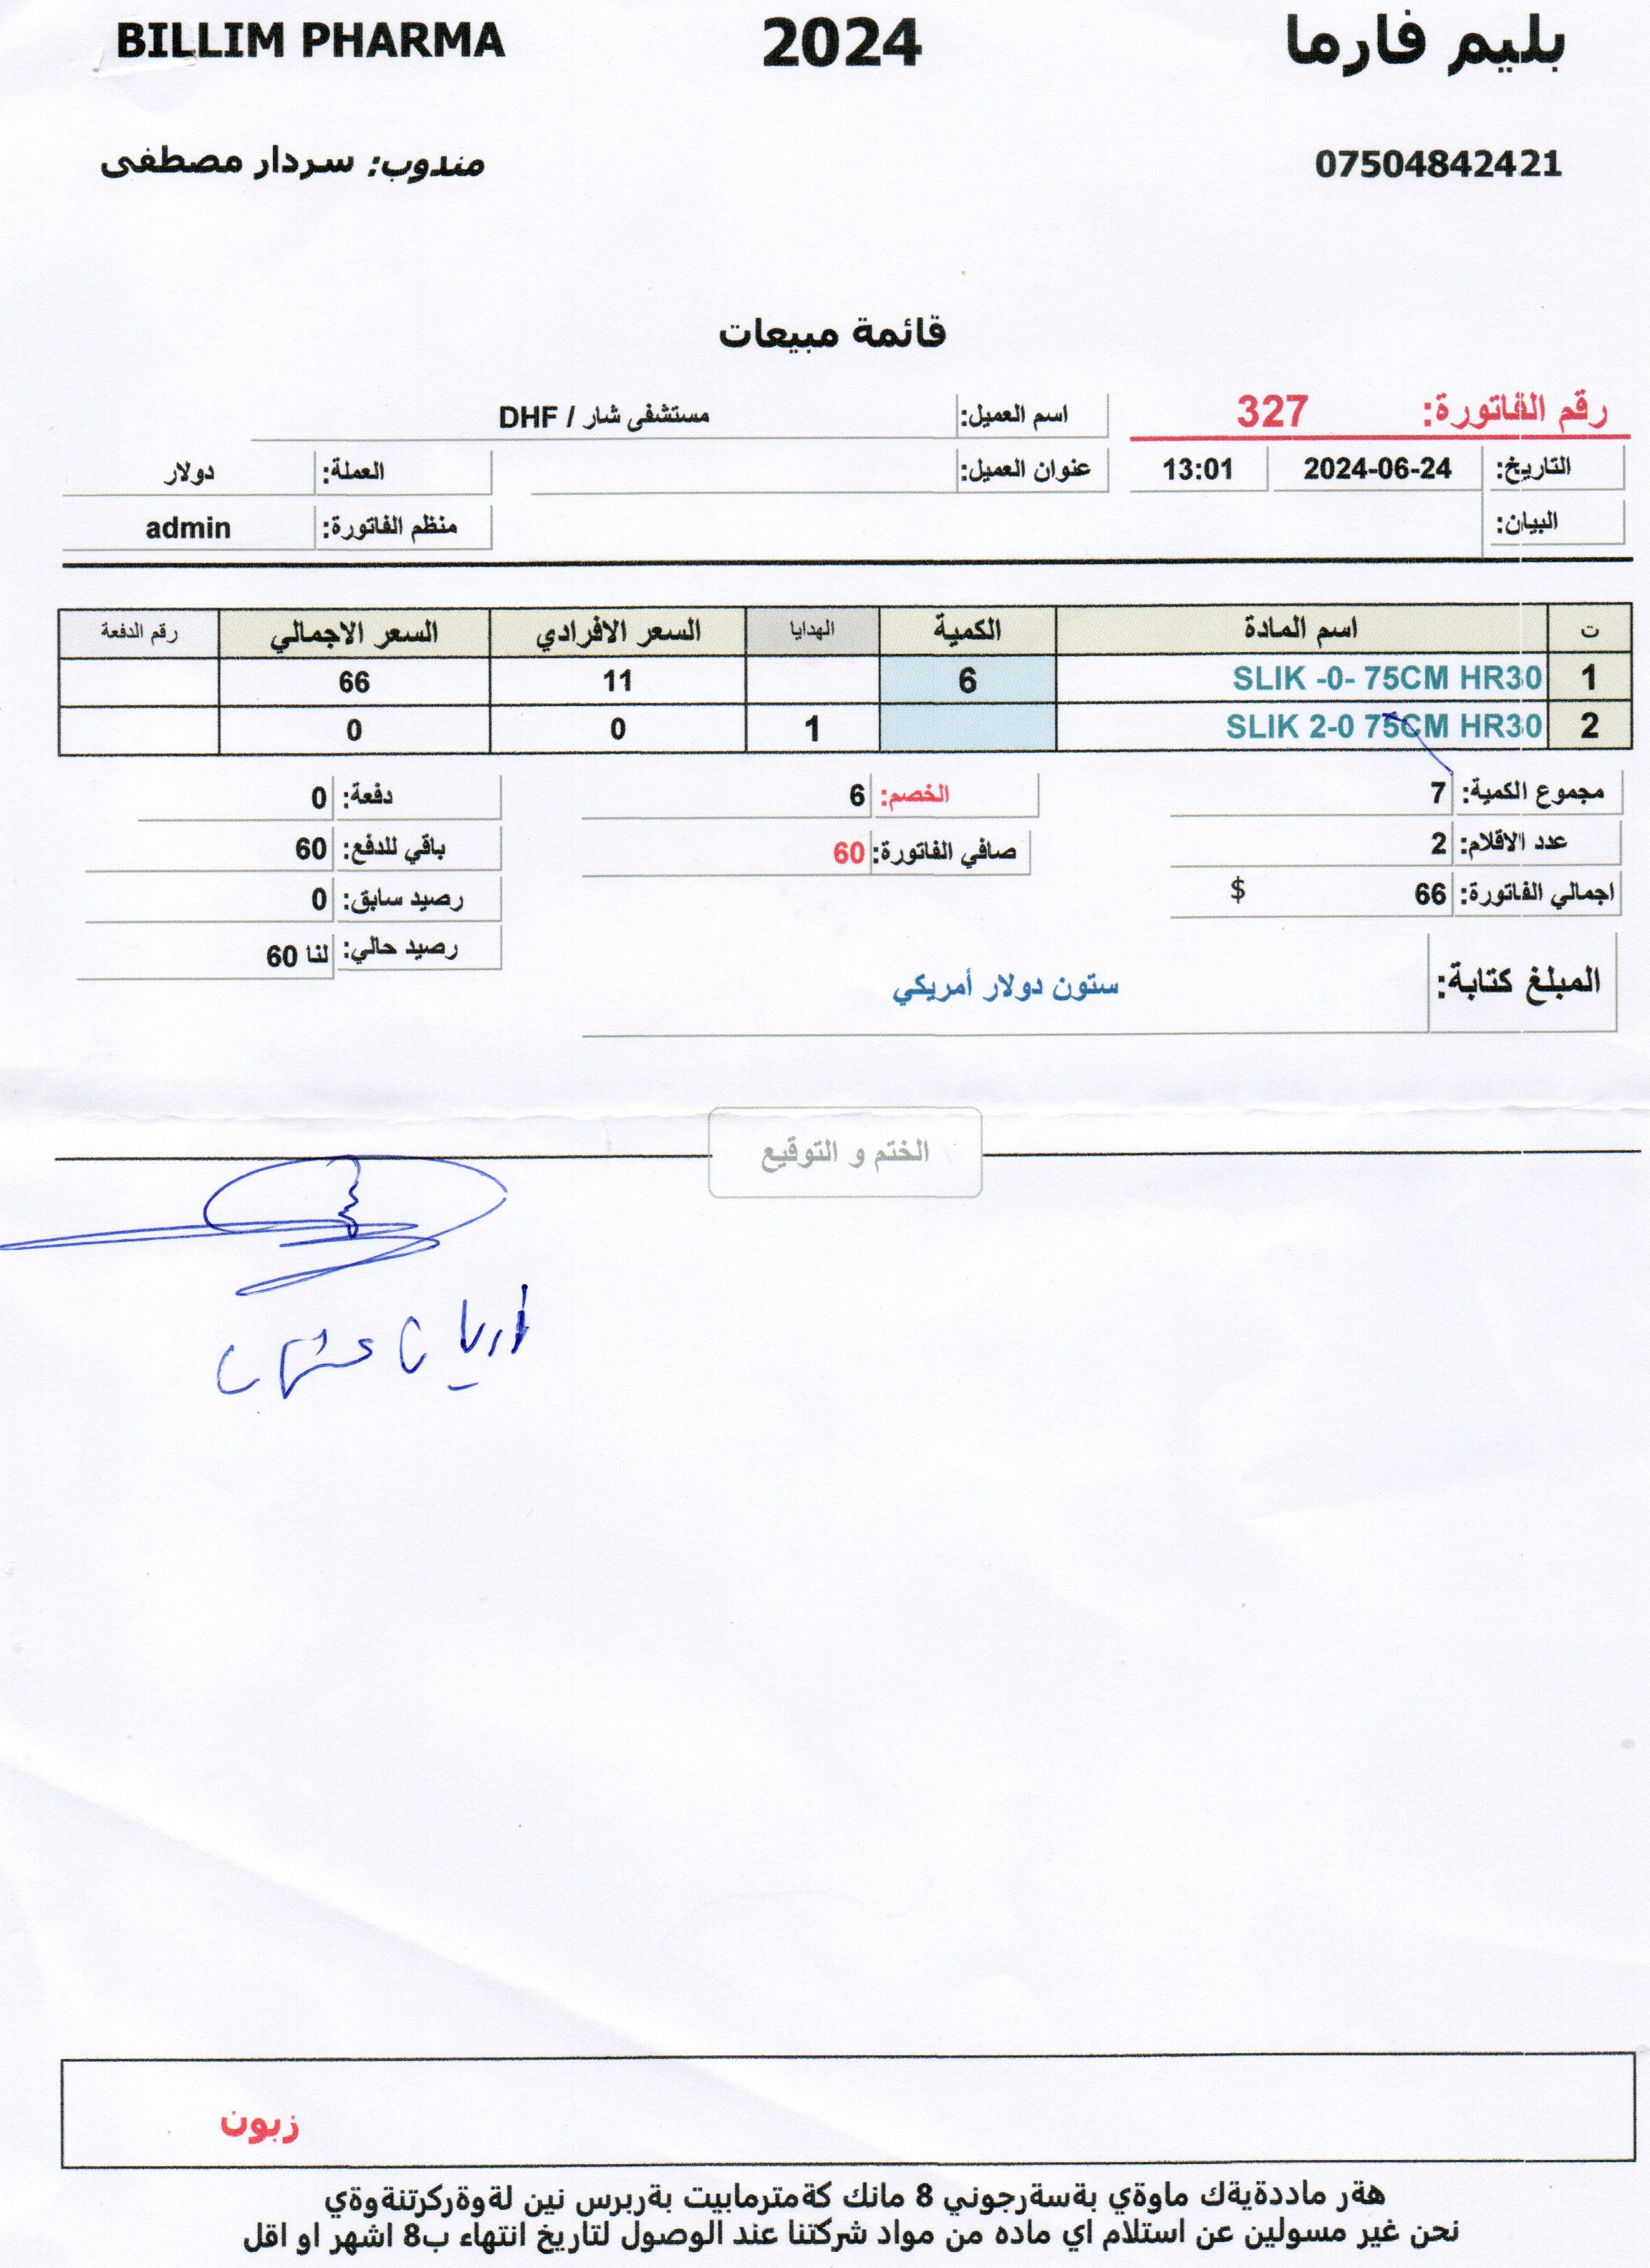 BILLIM PHARMA 2024 بليم فارما
مندوب: سردار مصطفى 07504842421
قائمة مبيعات
رقم الفاتورة: 327 اسم العميل: مستشفى شار / DHF
التاريخ: 2024-06-24 13:01 عنوان العميل: العملة: دولار
البيان: منظم الفاتورة: admin
ت اسم المادة الكمية الهدايا السعر الافرادي السعر الاجمالي رقم الدفعة
1 SLIK -0- 75CM HR30 6 11 66
2 SLIK 2-0 75CM HR30 1 0 0
مجموع الكمية: 7 الخصم: 6 دفعة: 0
عدد الاقلام: 2 صافي الفاتورة: 60 باقي للدفع: 60
اجمالي الفاتورة: 66 $ رصيد سابق: 0
رصيد حالي: لنا 60
المبلغ كتابة: ستون دولار أمريكي
الختم و التوقيع
زبون
هةر ماددةيةك ماوةي بةسةرجوني 8 مانك كةمترمابيت بةربرس نين لةوةركرتنةوةي
نحن غير مسولين عن استلام اي ماده من مواد شركتنا عند الوصول لتاريخ انتهاء ب8 اشهر او اقل